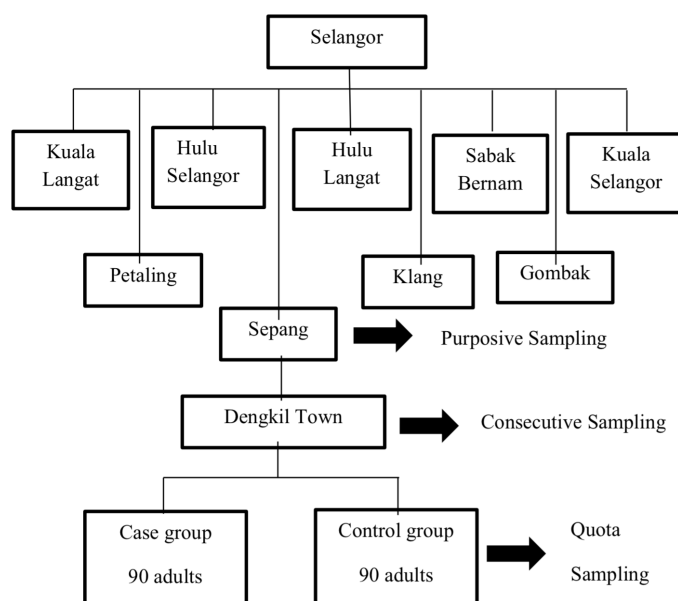 Selangor
Kuala
Langat
Hulu
Selangor
Hulu
Langat
Sabak
Bernam
Kuala
Selangor
Petaling
Klang
Gombak
Sepang
Purposive Sampling
Dengkil Town
Consecutive Sampling
Case group
90 adults
Control group
90 adults
Quota
Sampling